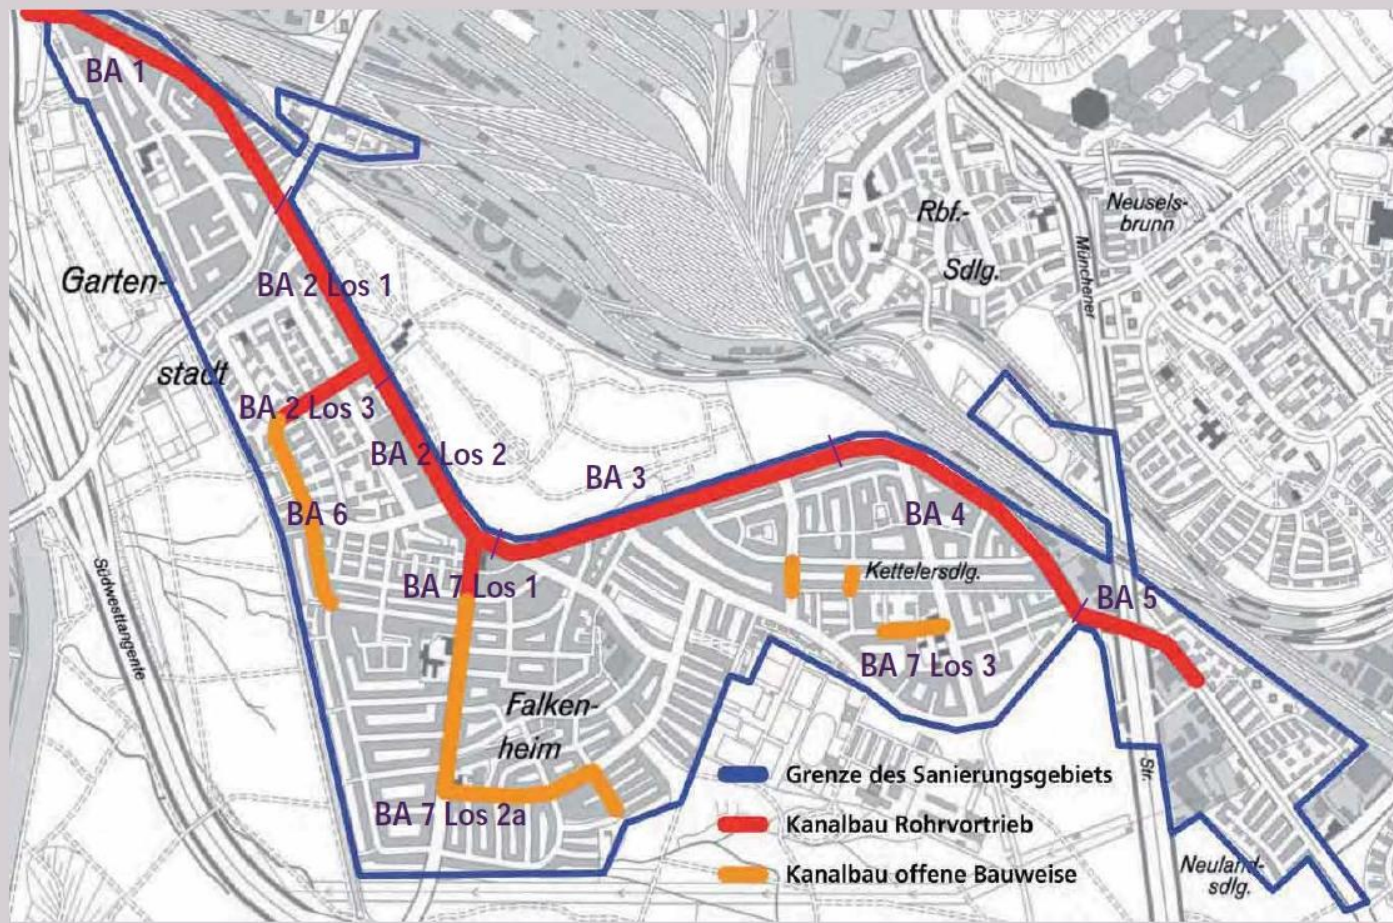 BA 1
Garten-
stadt
BA 2 Los 1
BA 2 Los 3
BA 2 Los 2
BA 6
BA 7 Los 1
BA 3
BA 4
BA 5
Rbf.-
Sdlg.
Neusels-
brunn
Münchener
Str.
Südwesttangente
Kettelersdlg.
BA 7 Los 3
Falken-
heim
BA 7 Los 2a
Neuland-
sdlg.
Grenze des Sanierungsgebiets
Kanalbau Rohrvortrieb
Kanalbau offene Bauweise